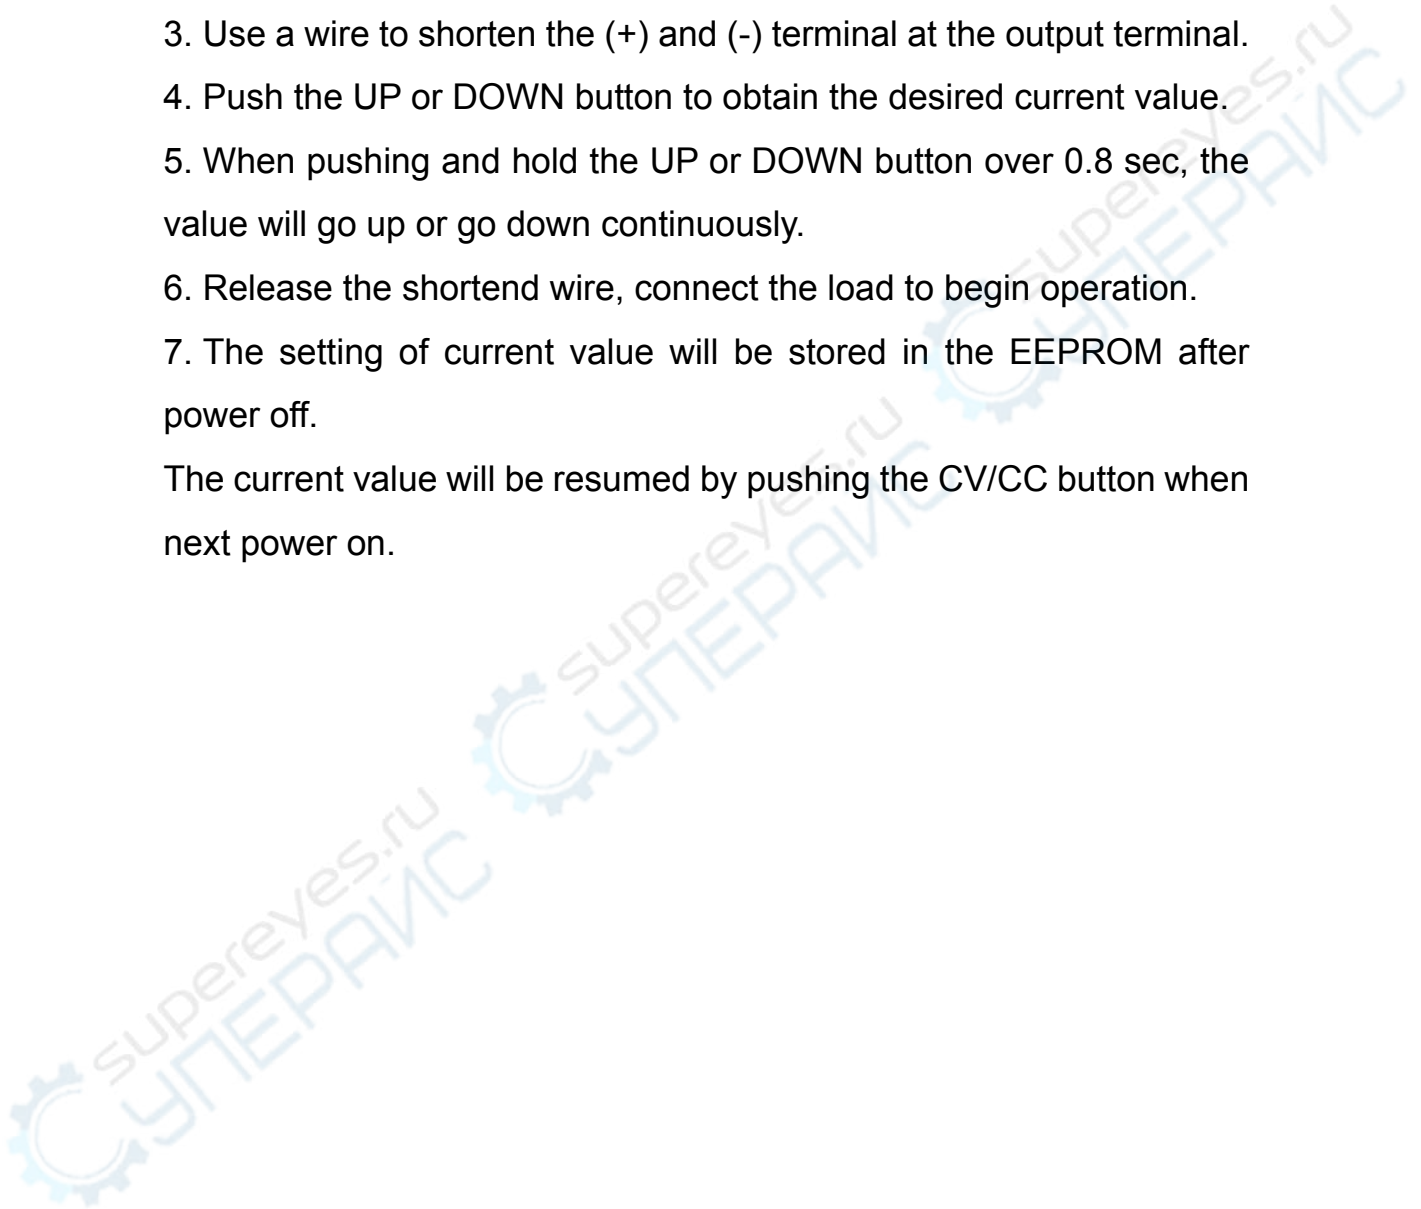 3. Use a wire to shorten the (+) and (-) terminal at the output terminal.
4. Push the UP or DOWN button to obtain the desired current value.
5. When pushing and hold the UP or DOWN button over 0.8 sec, the
value will go up or go down continuously.
6. Release the shortend wire, connect the load to begin operation.
7. The setting of current value will be stored in the EEPROM after
power off.
The current value will be resumed by pushing the CV/CC button when
next power on.
supereyes.ru
СУПЕРАЙС
supereyes.ru
СУПЕРАЙС
supereyes.ru
СУПЕРАЙС